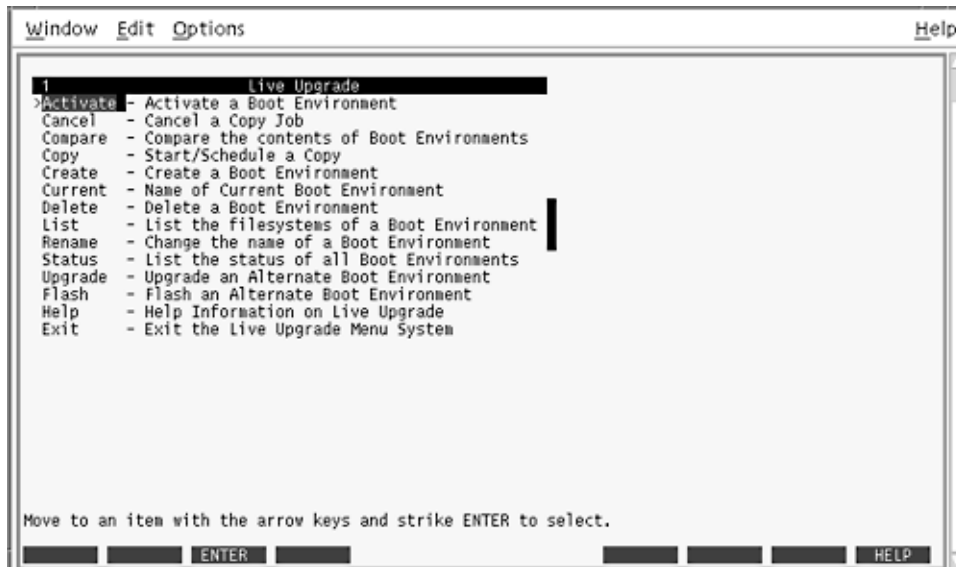 Window Edit Options Help
1 Live Upgrade
>Activate - Activate a Boot Environment
Cancel - Cancel a Copy Job
Compare - Compare the contents of Boot Environments
Copy - Start/Schedule a Copy
Create - Create a Boot Environment
Current - Name of Current Boot Environment
Delete - Delete a Boot Environment
List - List the filesystems of a Boot Environment
Rename - Change the name of a Boot Environment
Status - List the status of all Boot Environments
Upgrade - Upgrade an Alternate Boot Environment
Flash - Flash an Alternate Boot Environment
Help - Help Information on Live Upgrade
Exit - Exit the Live Upgrade Menu System
Move to an item with the arrow keys and strike ENTER to select.
ENTER HELP